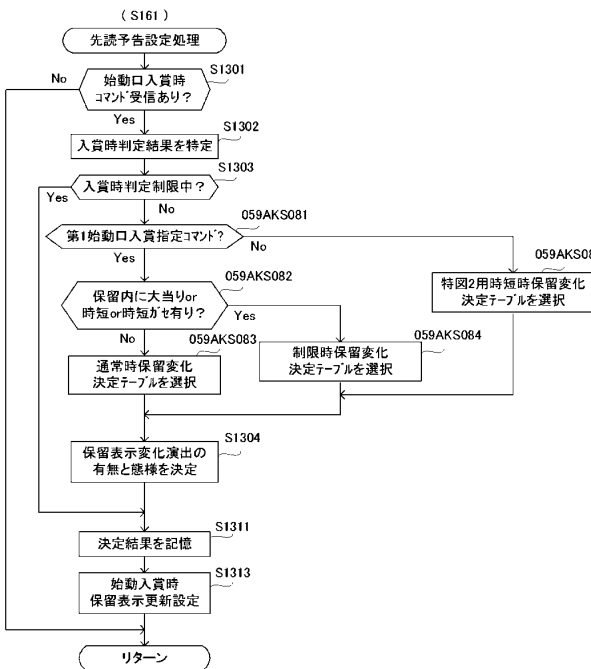 ( S161 )
先読予告設定処理
始動口入賞時
コマンド受信あり?
S1301
No
Yes
入賞時判定結果を特定
S1302
入賞時判定制限中?
S1303
Yes
No
第1始動口入賞指定コマンド?
059AKS081
No
Yes
特図2用時短時保留変化
決定テーブルを選択
保留内に大当りor
時短or時短ガセ有り?
059AKS082
Yes
No
通常時保留変化
決定テーブルを選択
059AKS083
制限時保留変化
決定テーブルを選択
059AKS084
保留表示変化演出の
有無と態様を決定
S1304
決定結果を記憶
S1311
始動入賞時
保留表示更新設定
S1313
リターン